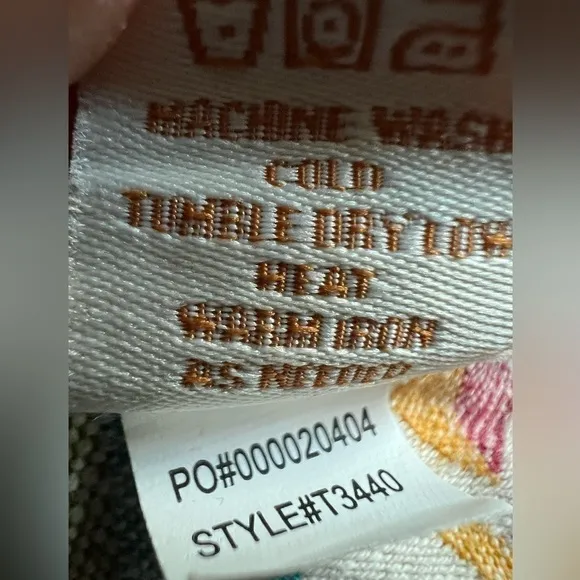 MACHINE WASH
COLD
TUMBLE DRY LOW
HEAT
WARM IRON
AS NEEDED
PO#000020404
STYLE#T3440